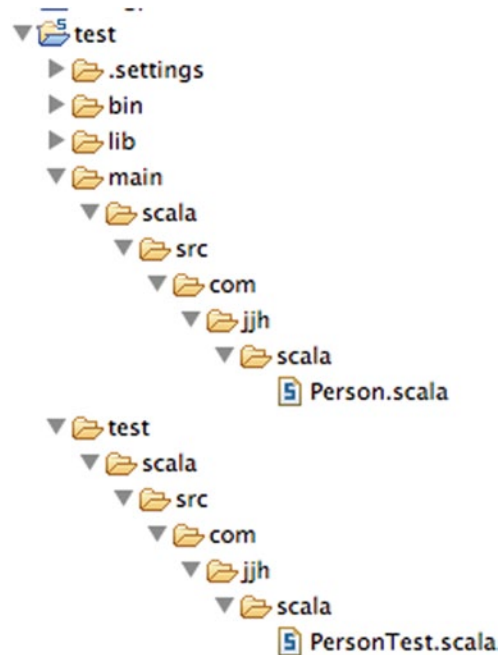 test
.settings
bin
lib
main
scala
src
com
jjh
scala
Person.scala
test
scala
src
com
jjh
scala
PersonTest.scala